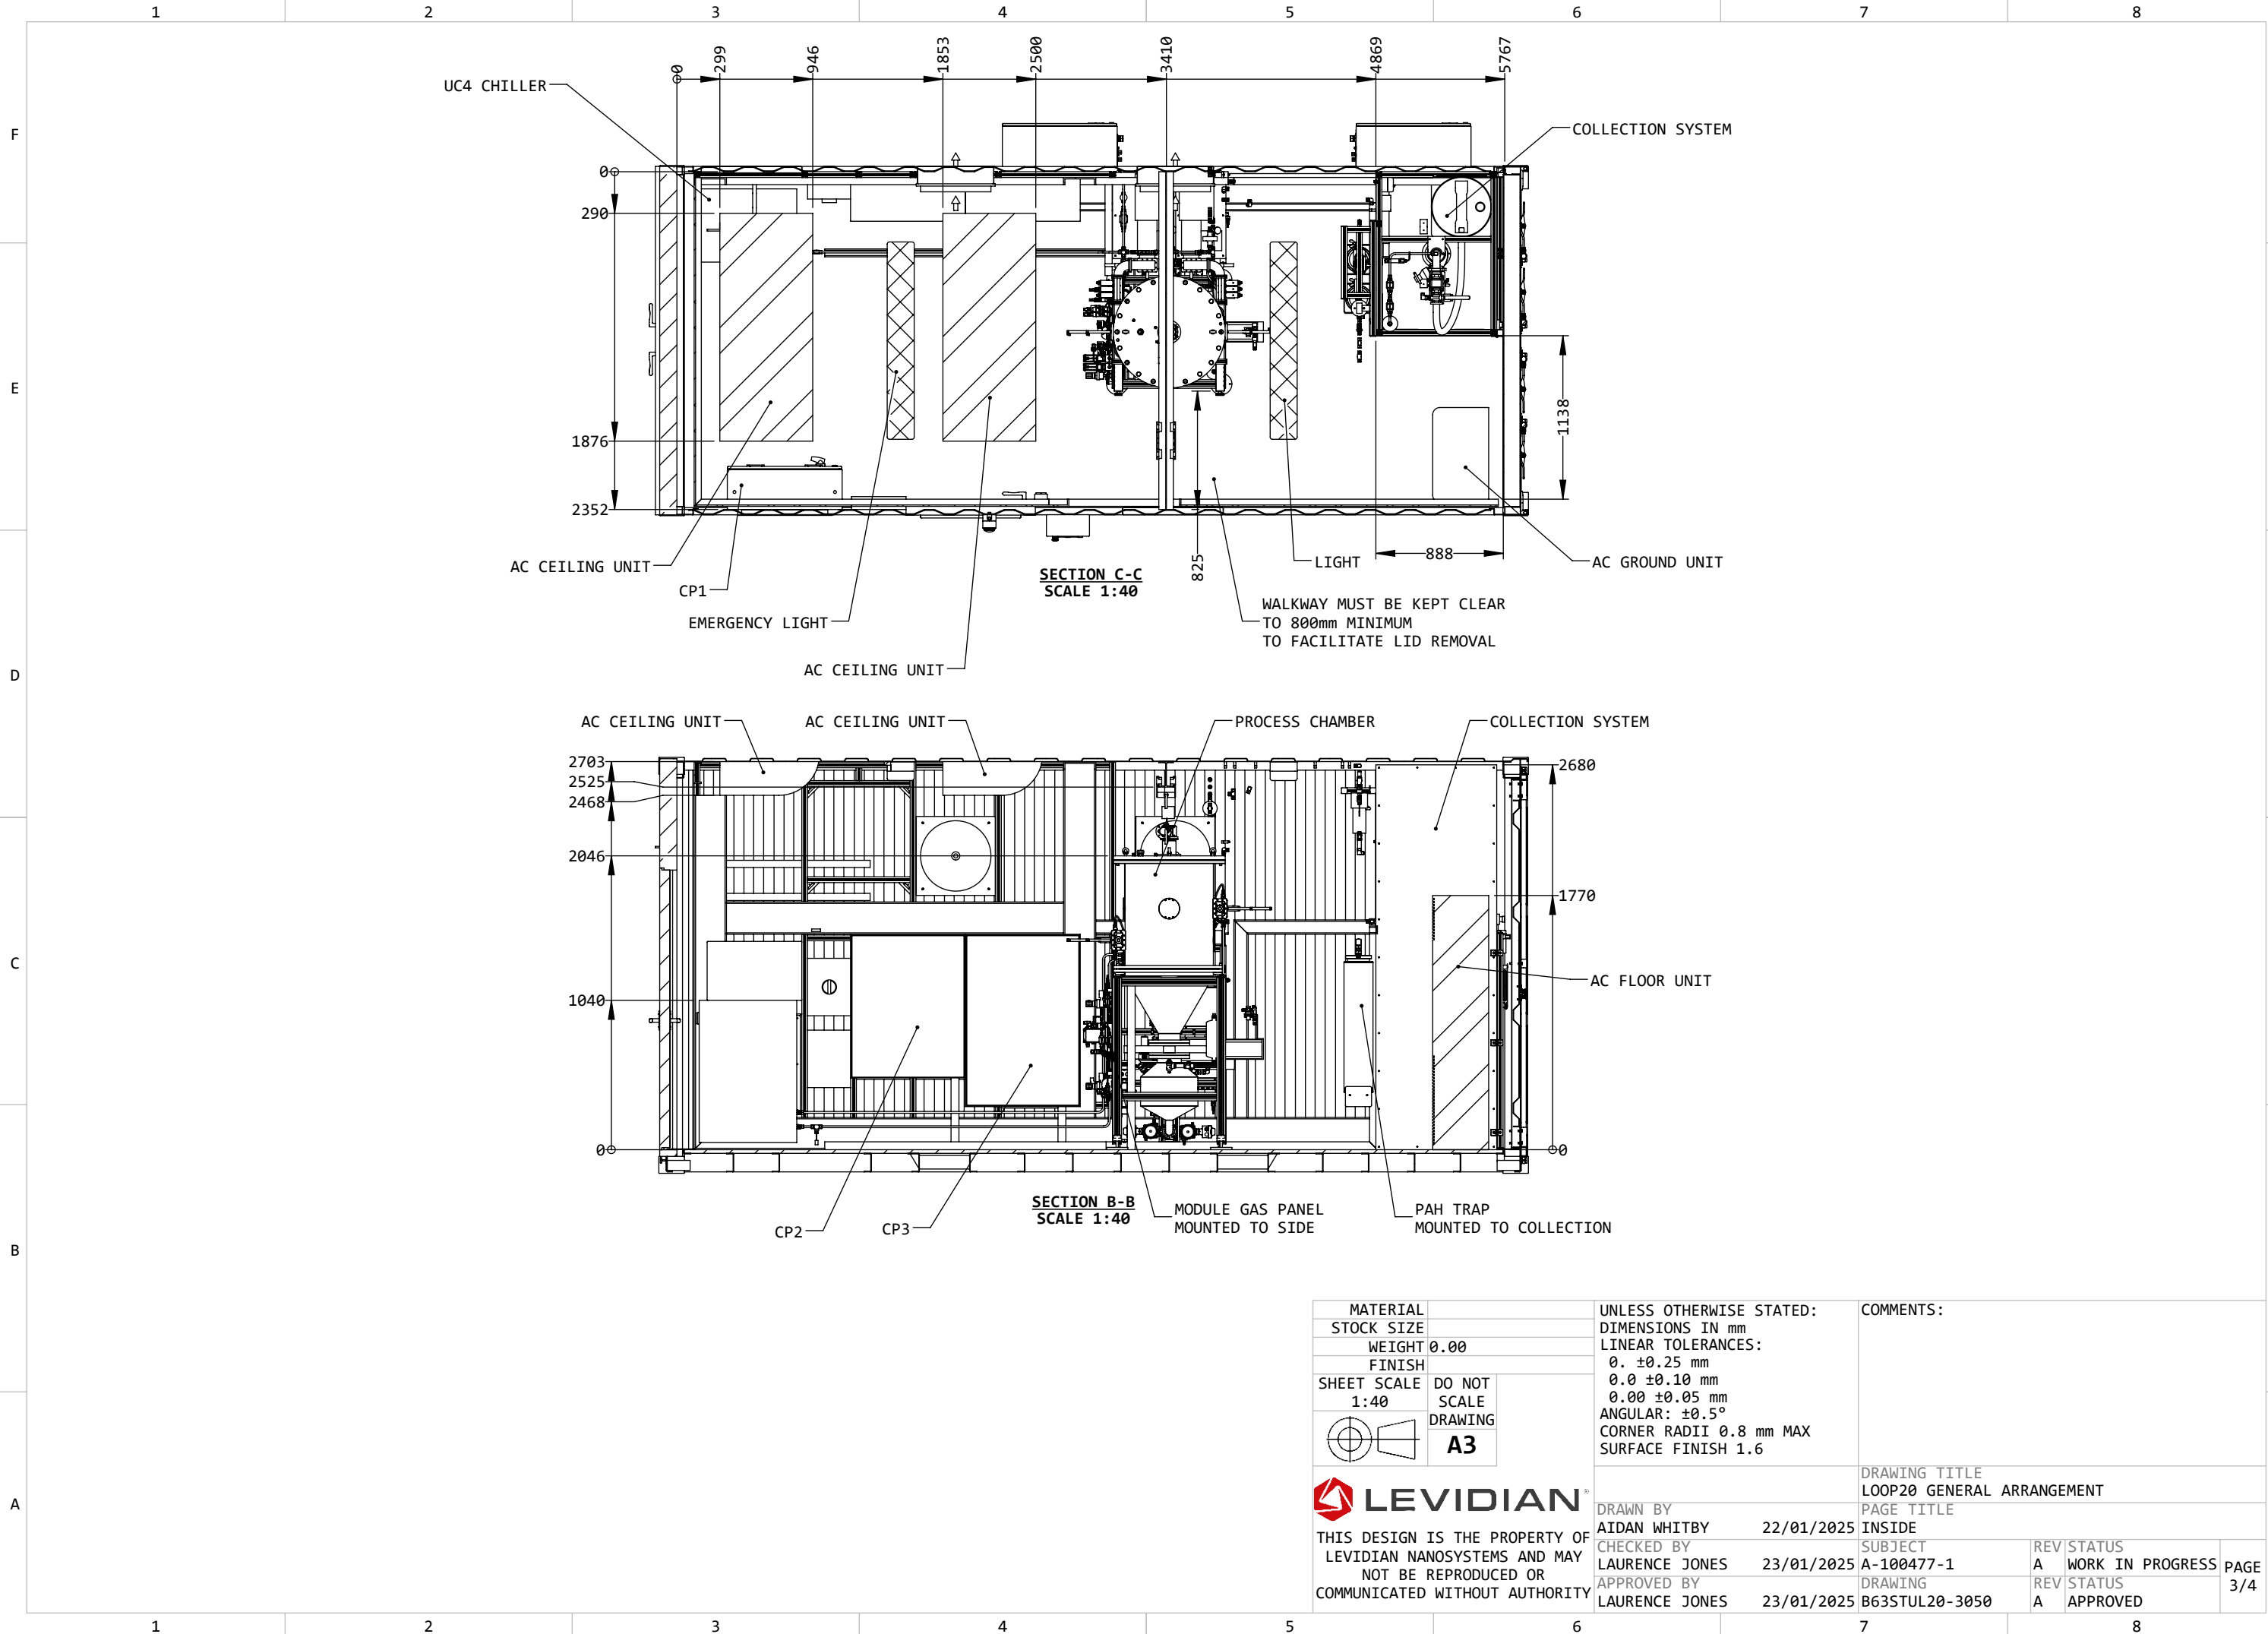 1 2 3 4 5 6 7 8
F
E
D
C
B
A
0 299 946 1853 2500 3410 4869 5767
UC4 CHILLER
COLLECTION SYSTEM
0
290
1876
2352
1138
888
825
AC CEILING UNIT
CP1
EMERGENCY LIGHT
AC CEILING UNIT
SECTION C-C
SCALE 1:40
LIGHT
AC GROUND UNIT
WALKWAY MUST BE KEPT CLEAR
TO 800mm MINIMUM
TO FACILITATE LID REMOVAL
AC CEILING UNIT
AC CEILING UNIT
PROCESS CHAMBER
COLLECTION SYSTEM
2703
2525
2468
2046
1040
0
2680
1770
0
AC FLOOR UNIT
SECTION B-B
SCALE 1:40
CP2
CP3
MODULE GAS PANEL
MOUNTED TO SIDE
PAH TRAP
MOUNTED TO COLLECTION
MATERIAL
STOCK SIZE
WEIGHT 0.00
FINISH
SHEET SCALE
1:40
DO NOT
SCALE
DRAWING
A3
UNLESS OTHERWISE STATED:
DIMENSIONS IN mm
LINEAR TOLERANCES:
0. ±0.25 mm
0.0 ±0.10 mm
0.00 ±0.05 mm
ANGULAR: ±0.5°
CORNER RADII 0.8 mm MAX
SURFACE FINISH 1.6
COMMENTS:
LEVIDIAN®
THIS DESIGN IS THE PROPERTY OF
LEVIDIAN NANOSYSTEMS AND MAY
NOT BE REPRODUCED OR
COMMUNICATED WITHOUT AUTHORITY
DRAWING TITLE
LOOP20 GENERAL ARRANGEMENT
DRAWN BY
AIDAN WHITBY 22/01/2025
PAGE TITLE
INSIDE
CHECKED BY
LAURENCE JONES 23/01/2025
SUBJECT
A-100477-1
REV STATUS
A WORK IN PROGRESS
APPROVED BY
LAURENCE JONES 23/01/2025
DRAWING
B63STUL20-3050
REV STATUS
A APPROVED
PAGE
3/4
1 2 3 4 5 6 7 8